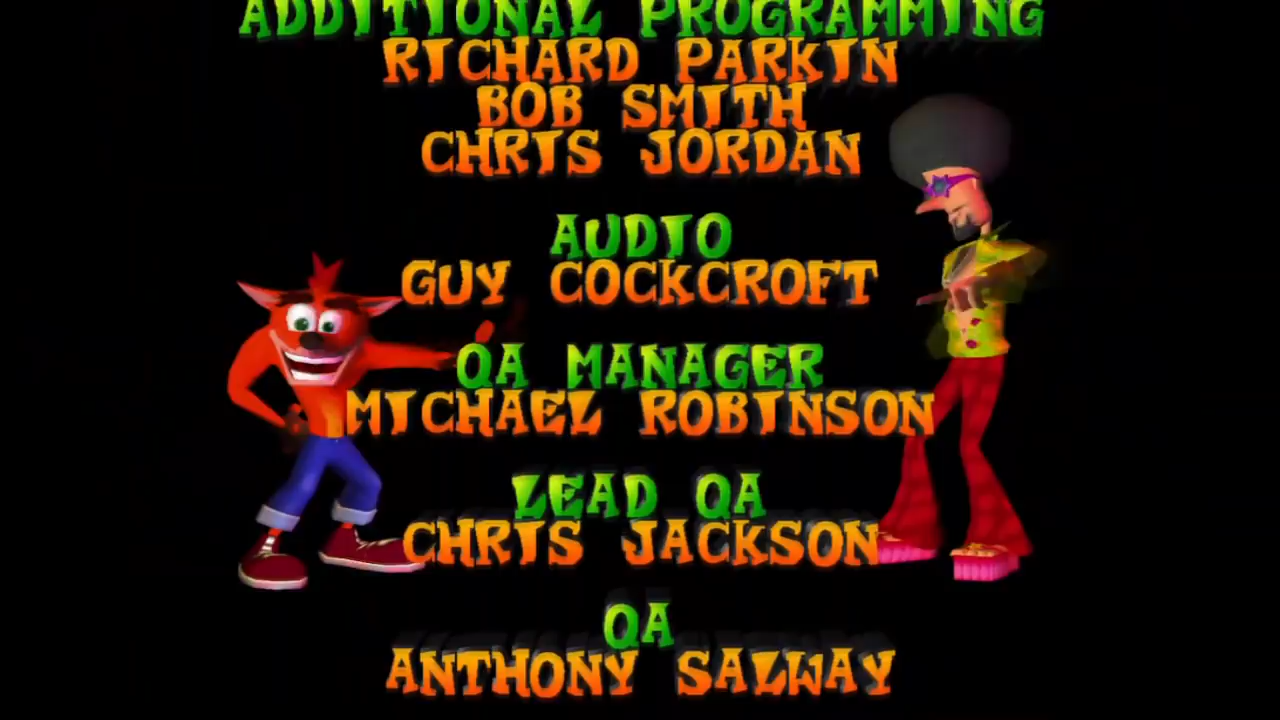 ADDITIONAL PROGRAMMING
RICHARD PARKIN
BOB SMITH
CHRIS JORDAN
AUDIO
GUY COCKCROFT
QA MANAGER
MICHAEL ROBINSON
LEAD QA
CHRIS JACKSON
QA
ANTHONY SALWAY